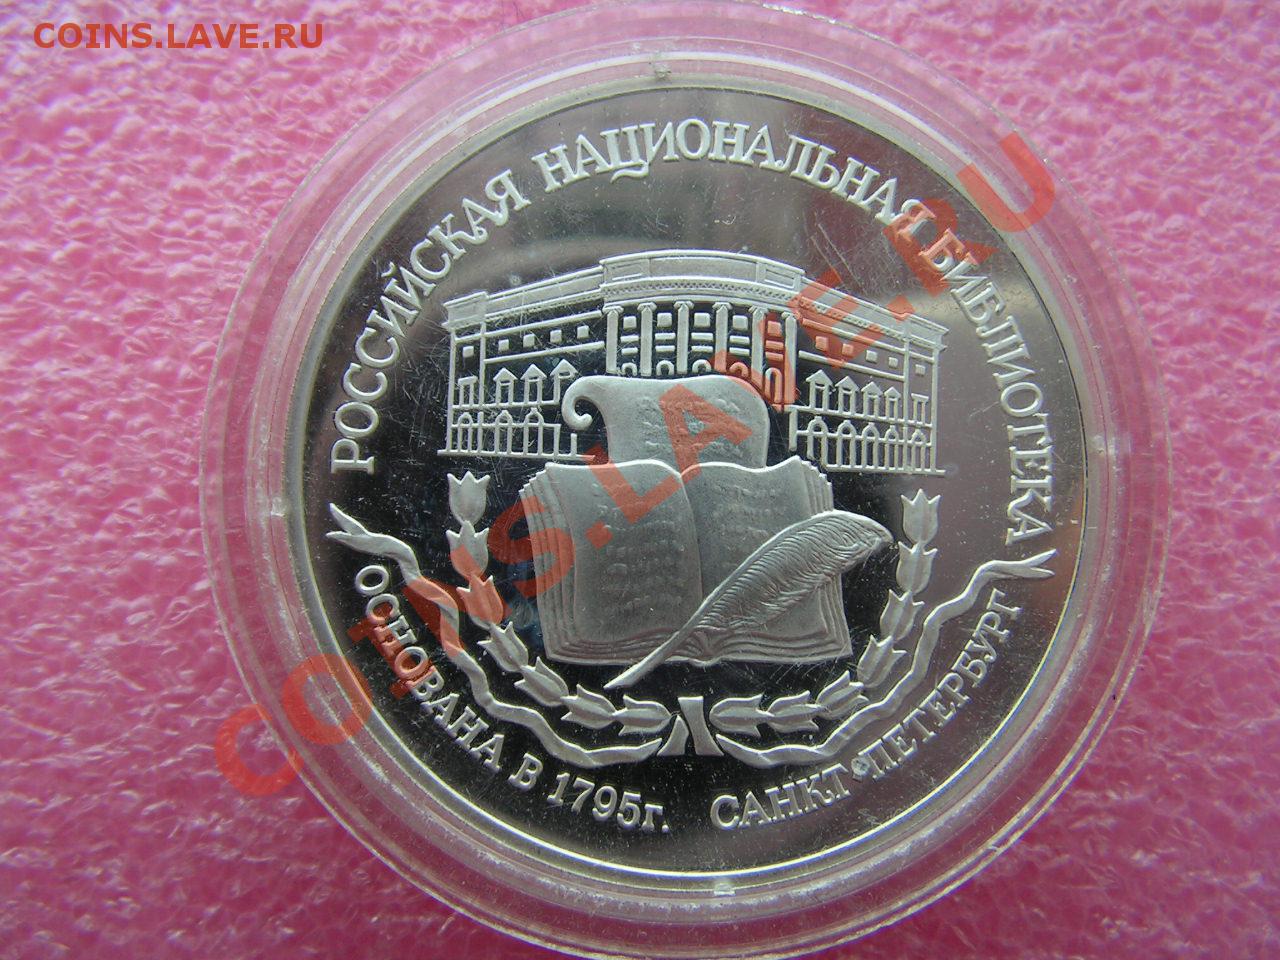 COINS.LAVE.RU
РОССИЙСКАЯ НАЦИОНАЛЬНАЯ БИБЛИОТЕКА
ОСНОВАНА В 1795г. САНКТ•ПЕТЕРБУРГ
COINS.LAVE.RU